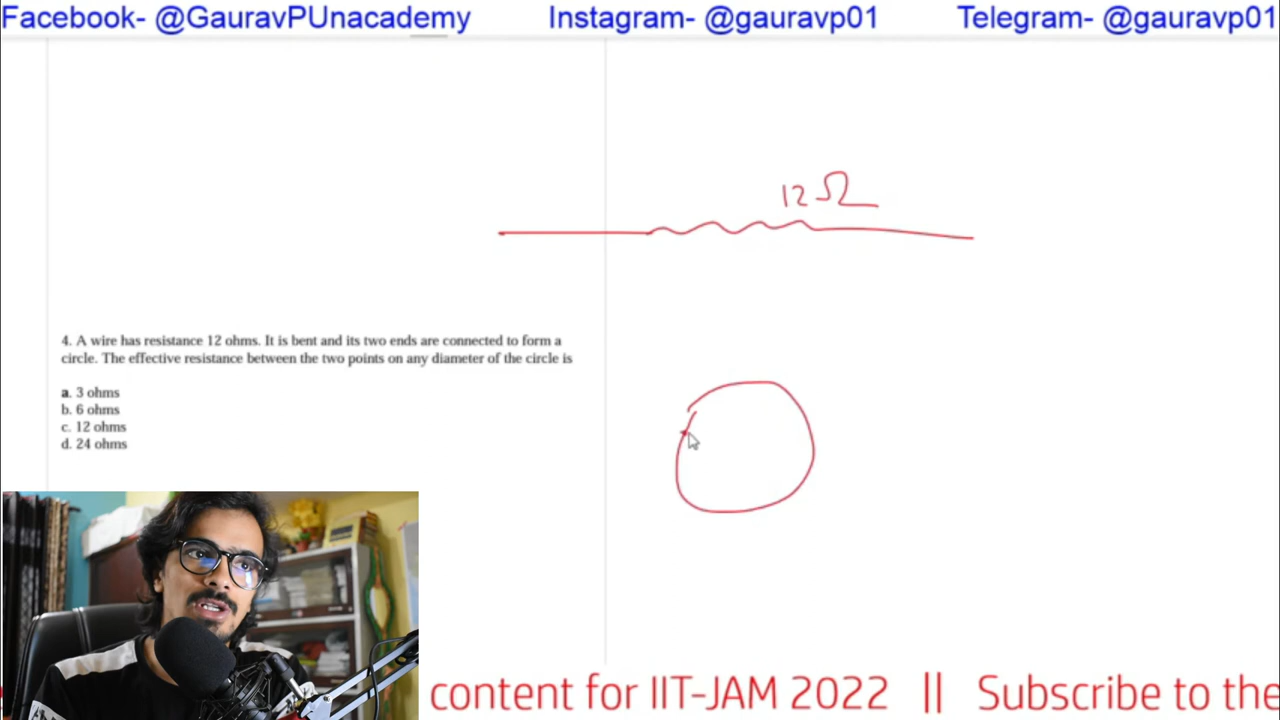 Facebook- @GauravPUnacademy Instagram- @gauravp01 Telegram- @gauravp01
12 Ω
4. A wire has resistance 12 ohms. It is bent and its two ends are connected to form a
circle. The effective resistance between the two points on any diameter of the circle is
a. 3 ohms
b. 6 ohms
c. 12 ohms
d. 24 ohms
content for IIT-JAM 2022 || Subscribe to the